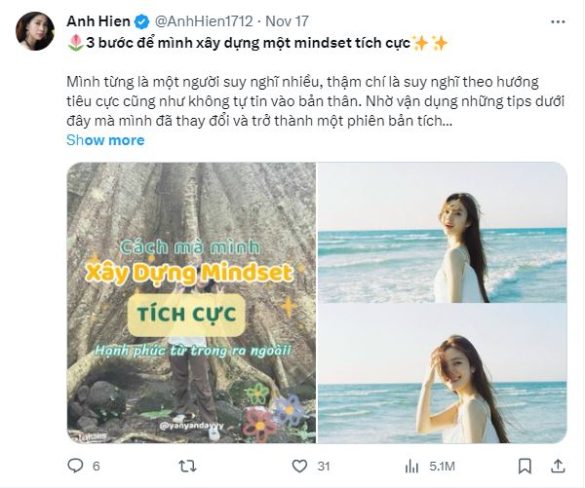 Anh Hien @AnhHien1712 · Nov 17
🌷3 bước để mình xây dựng một mindset tích cực✨✨
Mình từng là một người suy nghĩ nhiều, thậm chí là suy nghĩ theo hướng
tiêu cực cũng như không tự tin vào bản thân. Nhờ vận dụng những tips dưới
đây mà mình đã thay đổi và trở thành một phiên bản tích...
Show more
Cách mà mình
Xây Dựng Mindset
TÍCH CỰC
Hạnh phúc từ trong ra ngoàii
@yanyandayyy
6 31 5.1M